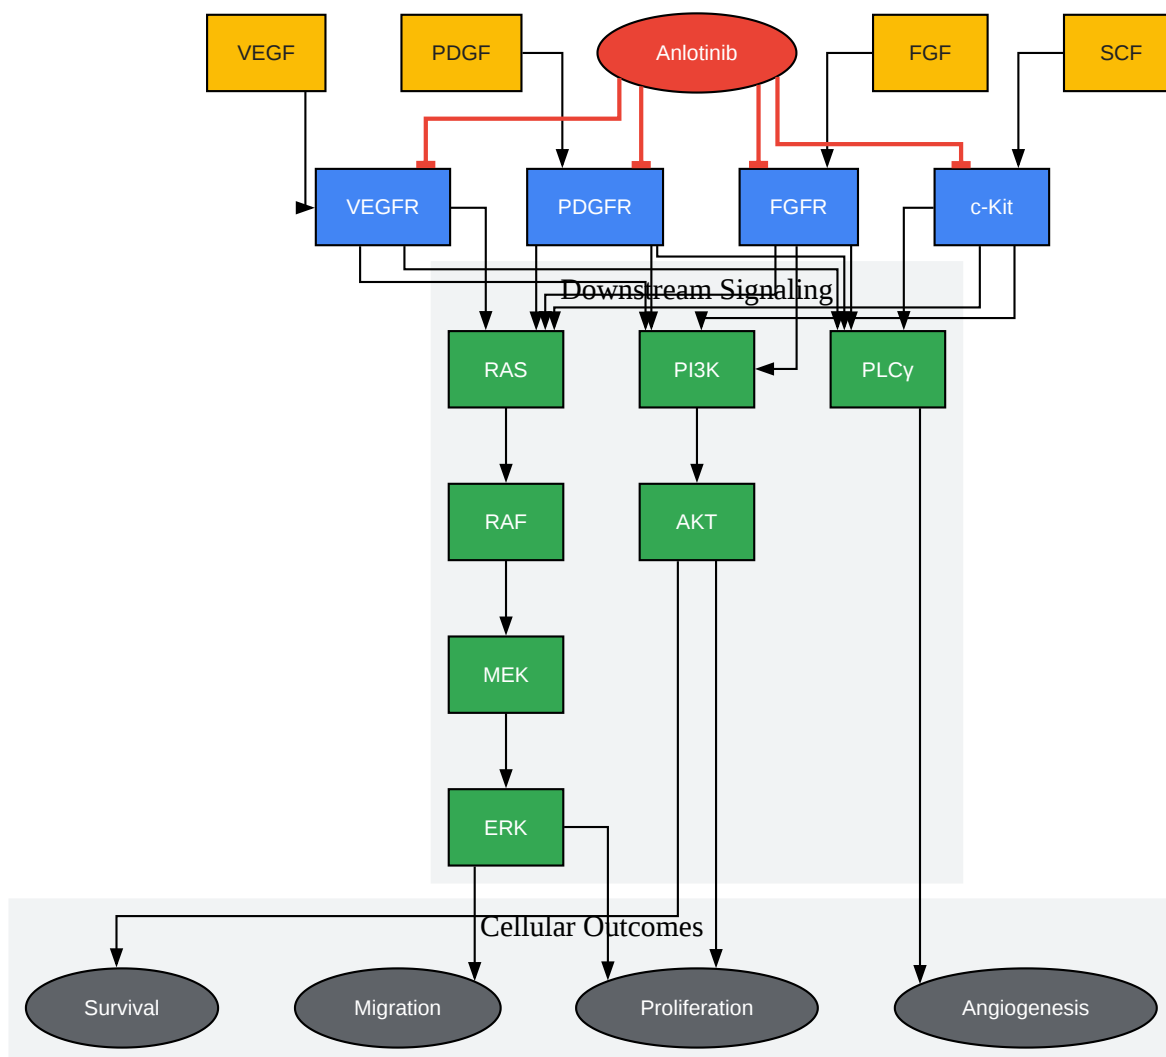 VEGF
PDGF
Anlotinib
FGF
SCF
VEGFR
PDGFR
FGFR
c-Kit
Downstream Signaling
RAS
PI3K
PLCγ
RAF
AKT
MEK
ERK
Cellular Outcomes
Survival
Migration
Proliferation
Angiogenesis